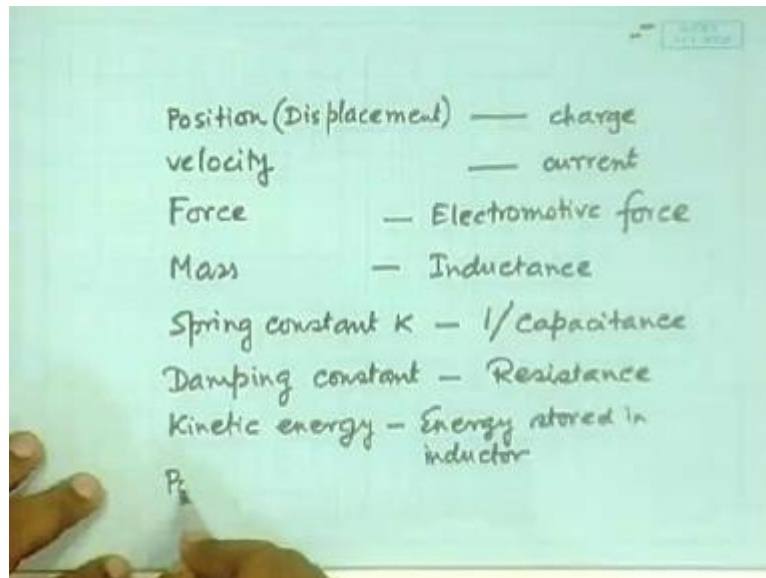 Position (Displacement) — charge
velocity — current
Force — Electromotive force
Mass — Inductance
Spring constant K — 1/capacitance
Damping constant — Resistance
Kinetic energy — Energy stored in
inductor
P